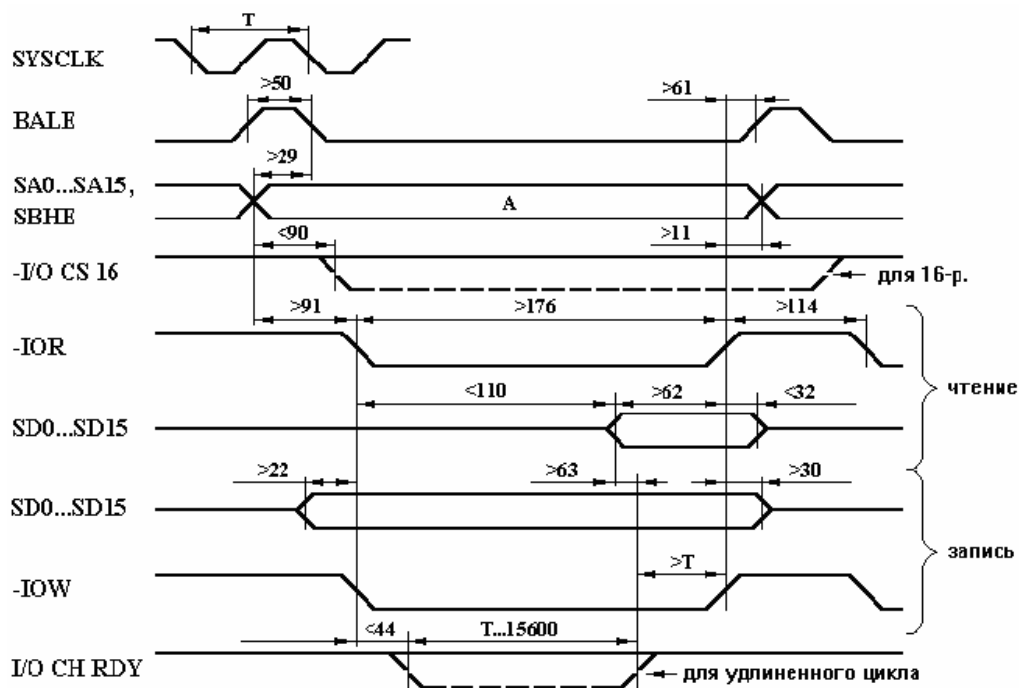 T
SYSCLK
>50
>61
BALE
>29
SA0...SA15,
SBHE
A
<90
>11
-I/O CS 16
для 16-р.
>91
>176
>114
-IOR
<110
>62
<32
чтение
SD0...SD15
>22
>63
>30
SD0...SD15
запись
>T
-IOW
<44
T...15600
I/O CH RDY
для удлиненного цикла